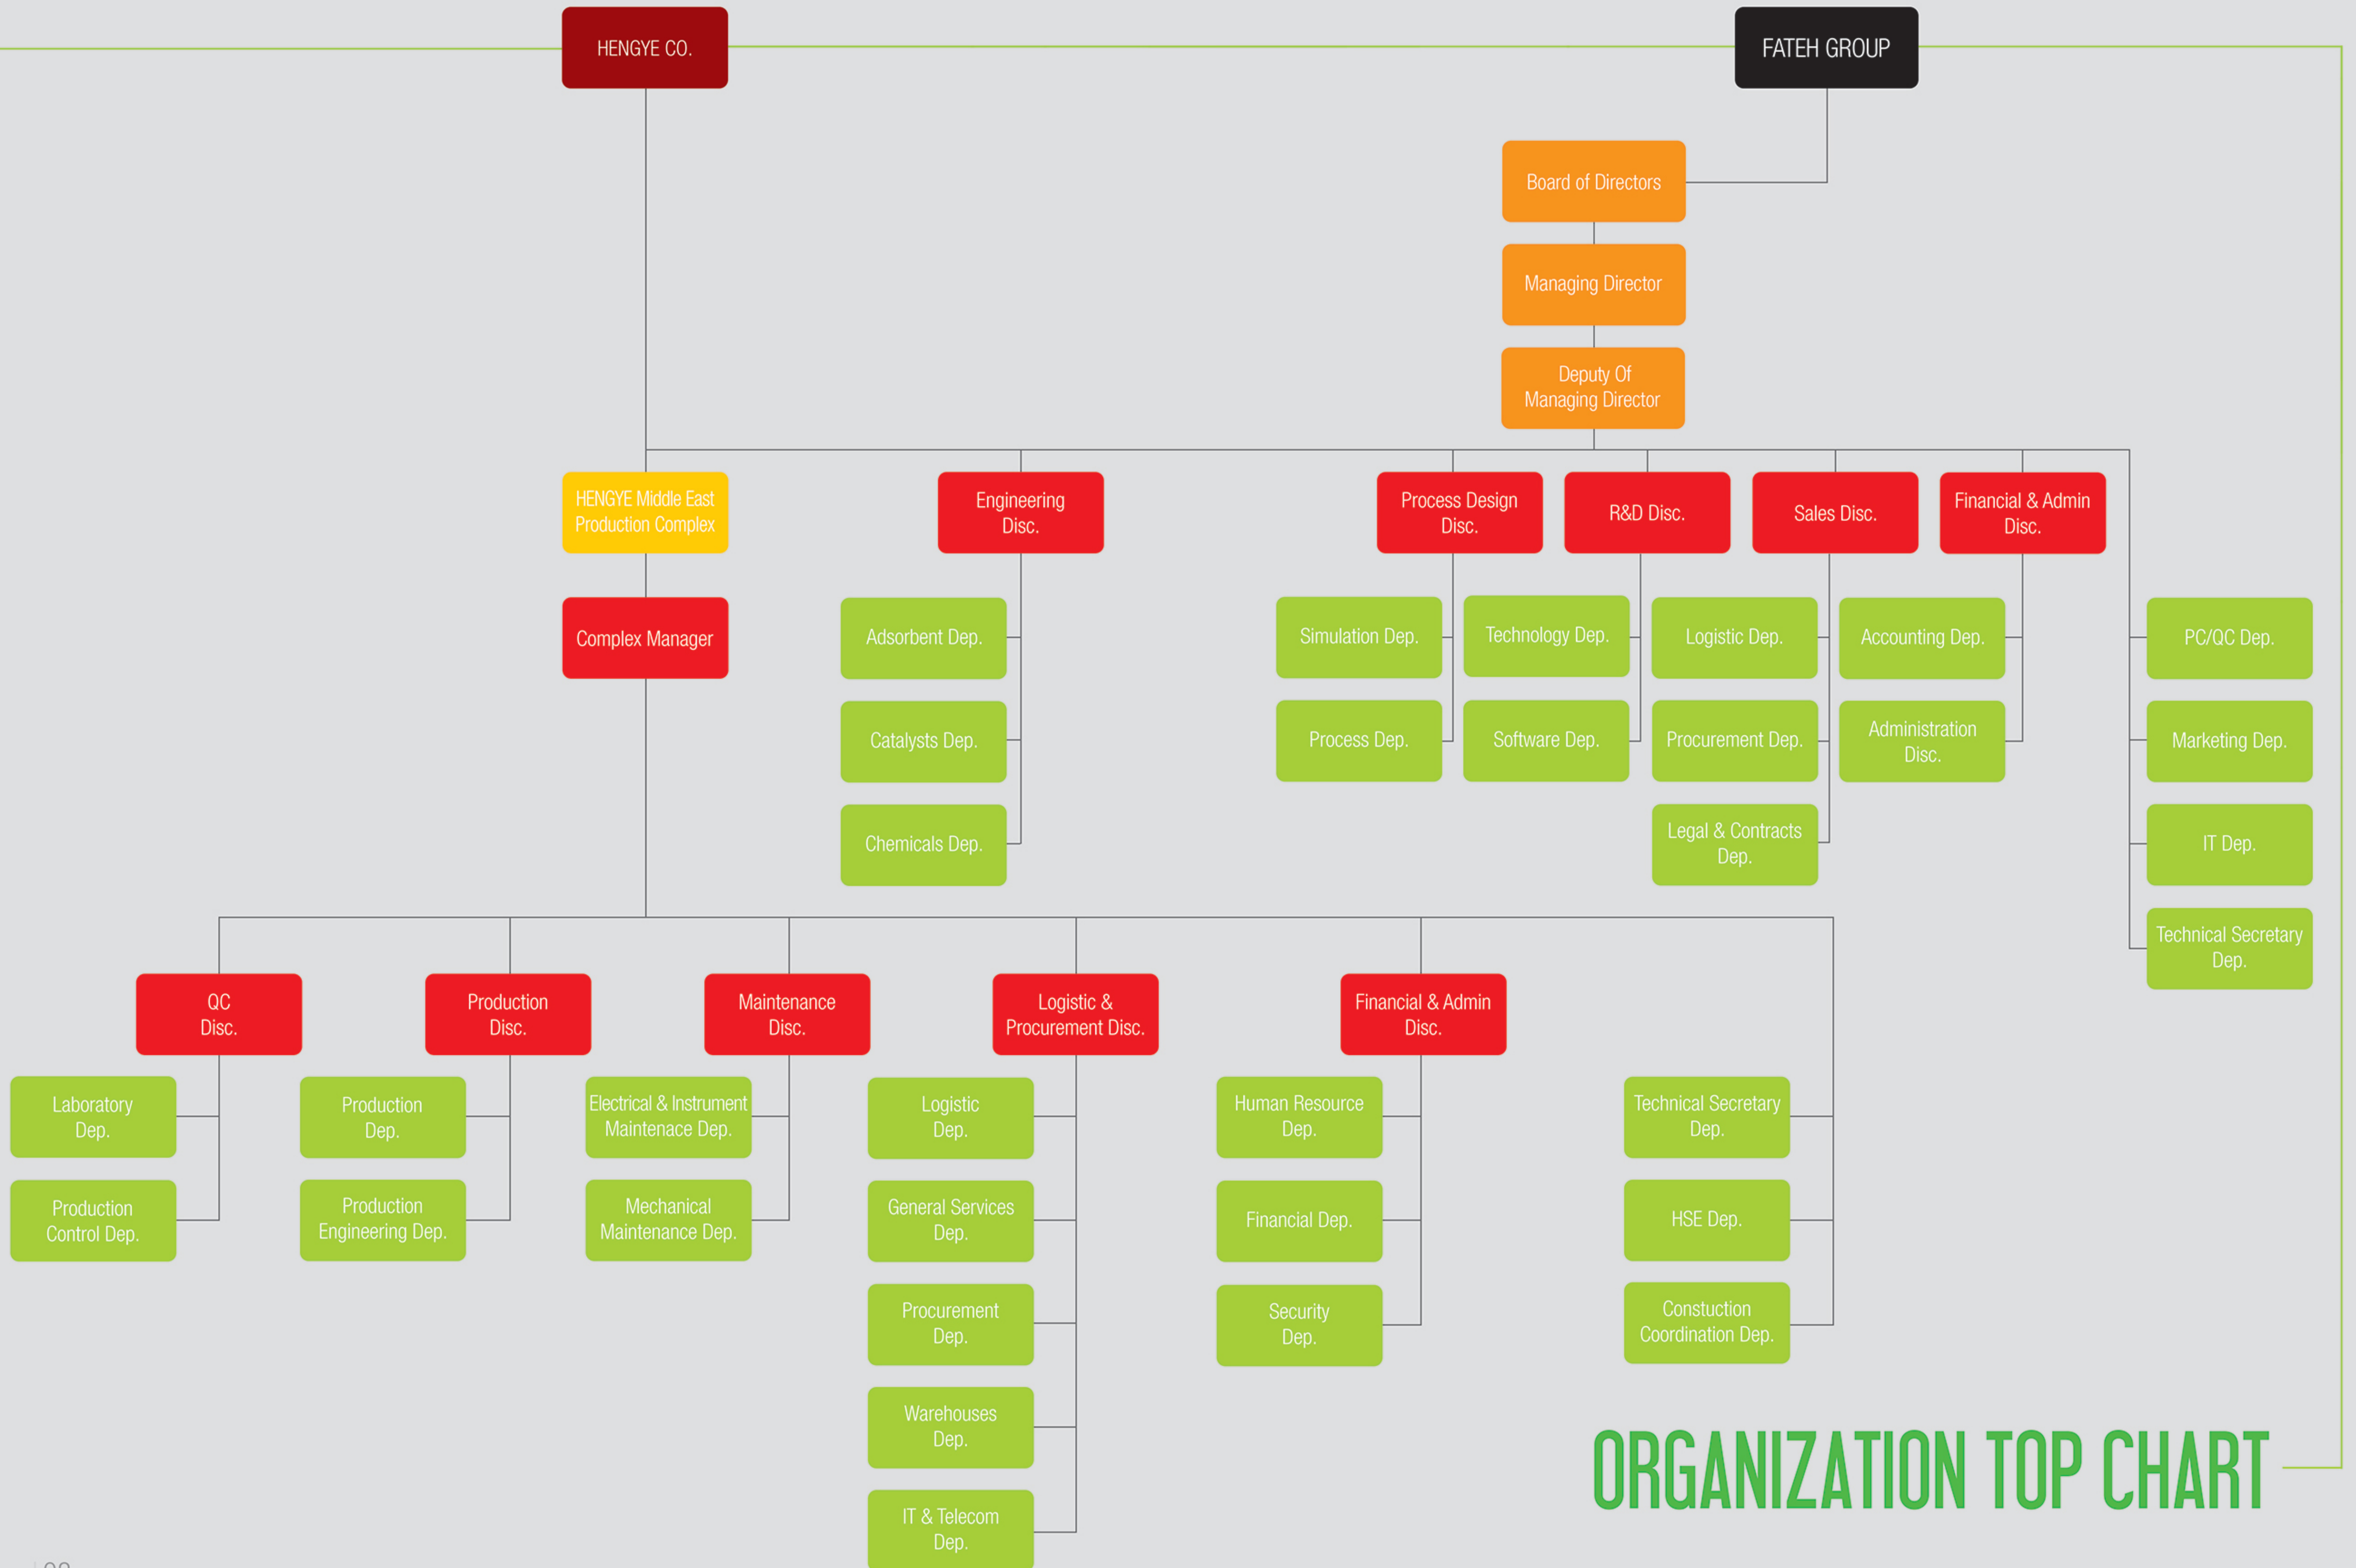 HENGYE CO.
FATEH GROUP
Board of Directors
Managing Director
Deputy Of
Managing Director
HENGYE Middle East
Production Complex
Engineering
Disc.
Process Design
Disc.
R&D Disc.
Sales Disc.
Financial & Admin
Disc.
Complex Manager
Adsorbent Dep.
Simulation Dep.
Technology Dep.
Logistic Dep.
Accounting Dep.
PC/QC Dep.
Catalysts Dep.
Process Dep.
Software Dep.
Procurement Dep.
Administration
Disc.
Marketing Dep.
Chemicals Dep.
Legal & Contracts
Dep.
IT Dep.
Technical Secretary
Dep.
QC
Disc.
Production
Disc.
Maintenance
Disc.
Logistic &
Procurement Disc.
Financial & Admin
Disc.
Laboratory
Dep.
Production
Dep.
Electrical & Instrument
Maintenace Dep.
Logistic
Dep.
Human Resource
Dep.
Technical Secretary
Dep.
Production
Control Dep.
Production
Engineering Dep.
Mechanical
Maintenance Dep.
General Services
Dep.
Financial Dep.
HSE Dep.
Procurement
Dep.
Security
Dep.
Constuction
Coordination Dep.
Warehouses
Dep.
IT & Telecom
Dep.
ORGANIZATION TOP CHART